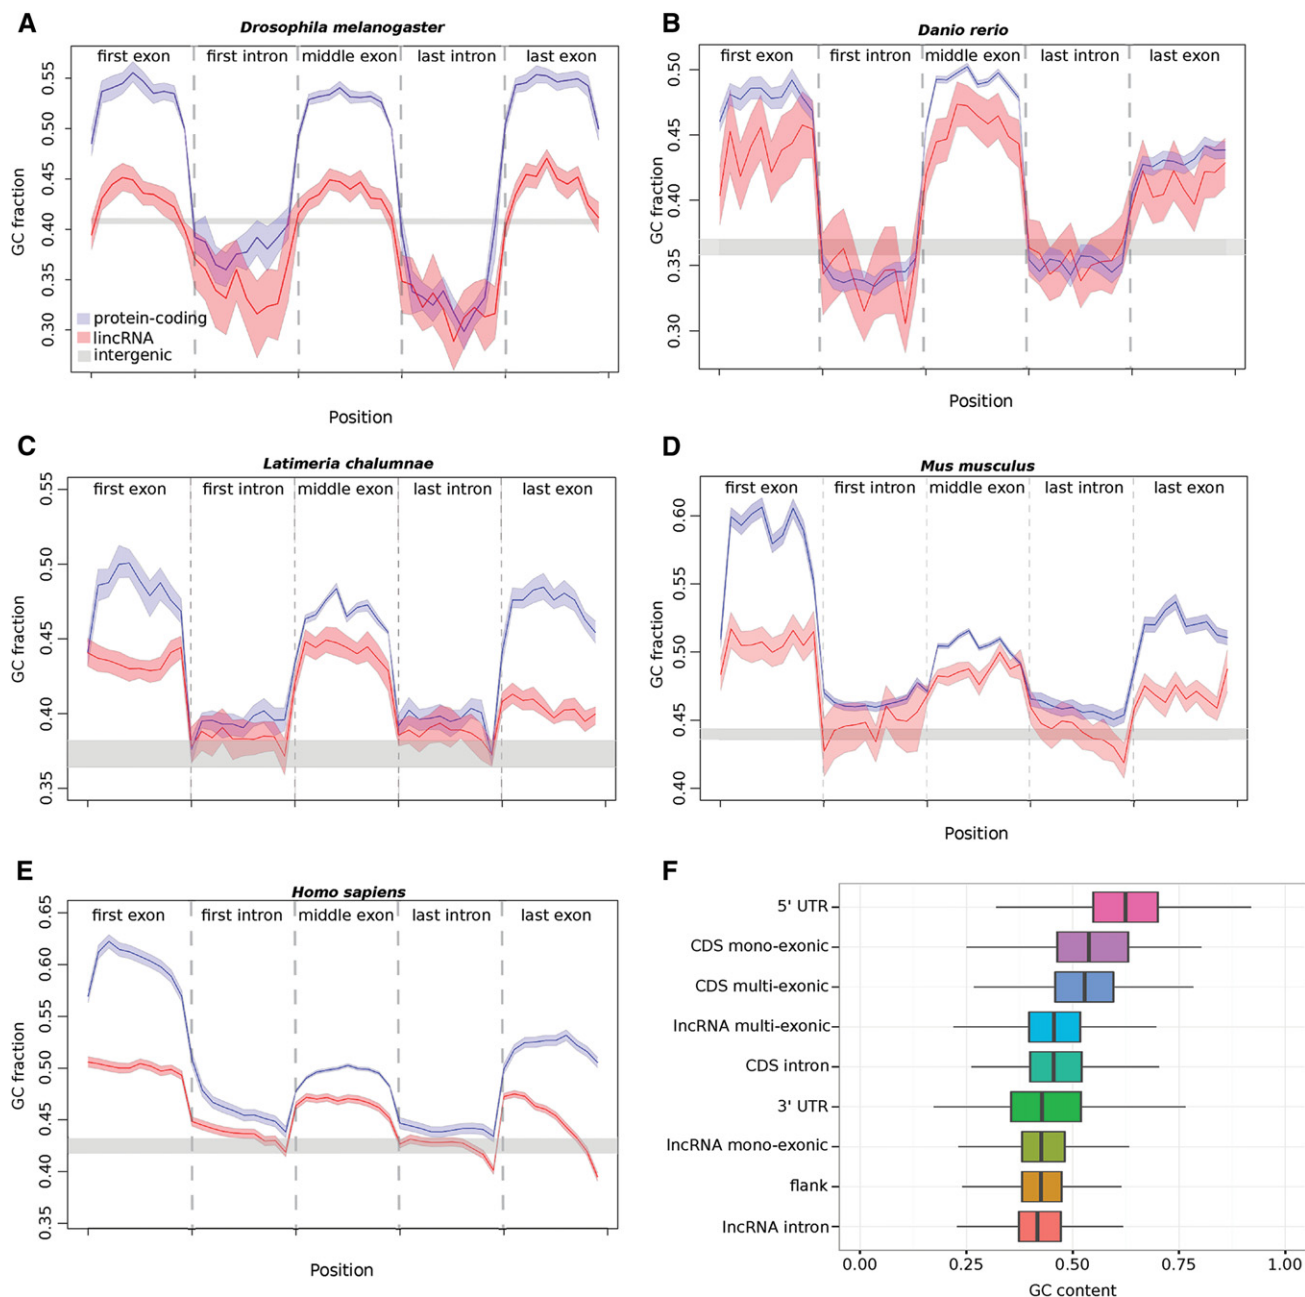 A
Drosophila melanogaster
first exon first intron middle exon last intron last exon
0.55
0.50
0.45
0.40
0.35
0.30
GC fraction
protein-coding
lincRNA
intergenic
Position
B
Danio rerio
first exon first intron middle exon last intron last exon
0.50
0.45
0.40
0.35
0.30
GC fraction
Position
C
Latimeria chalumnae
first exon first intron middle exon last intron last exon
0.55
0.50
0.45
0.40
0.35
GC fraction
D
Mus musculus
first exon first intron middle exon last intron last exon
0.60
0.55
0.50
0.45
0.40
GC fraction
Position
E
Homo sapiens
first exon first intron middle exon last intron last exon
0.65
0.60
0.55
0.50
0.45
0.40
0.35
GC fraction
Position
F
5' UTR
CDS mono-exonic
CDS multi-exonic
lncRNA multi-exonic
CDS intron
3' UTR
lncRNA mono-exonic
flank
lncRNA intron
0.00 0.25 0.50 0.75 1.00
GC content